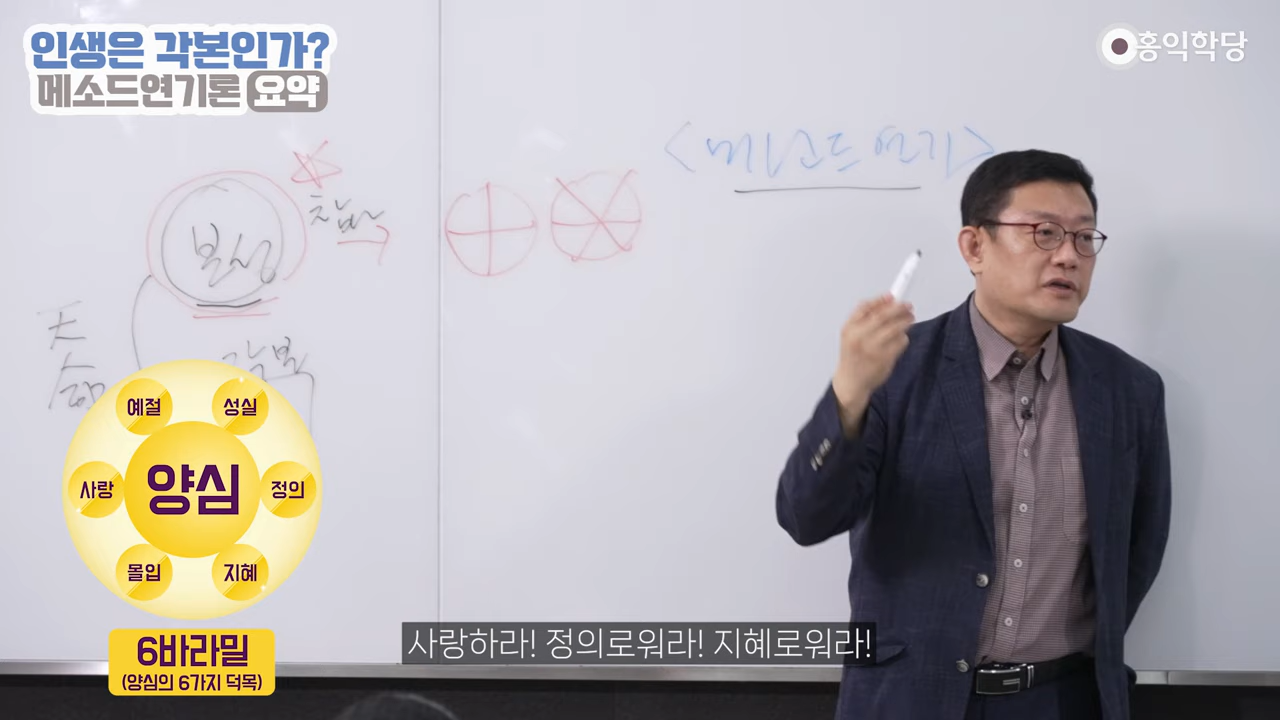 인생은 각본인가?
메소드연기론 요약
홍익학당
<메소드 연기>
본성
天
각본
예절
성실
사랑
양심
정의
몰입
지혜
6바라밀
(양심의 6가지 덕목)
사랑하라! 정의로워라! 지혜로워라!